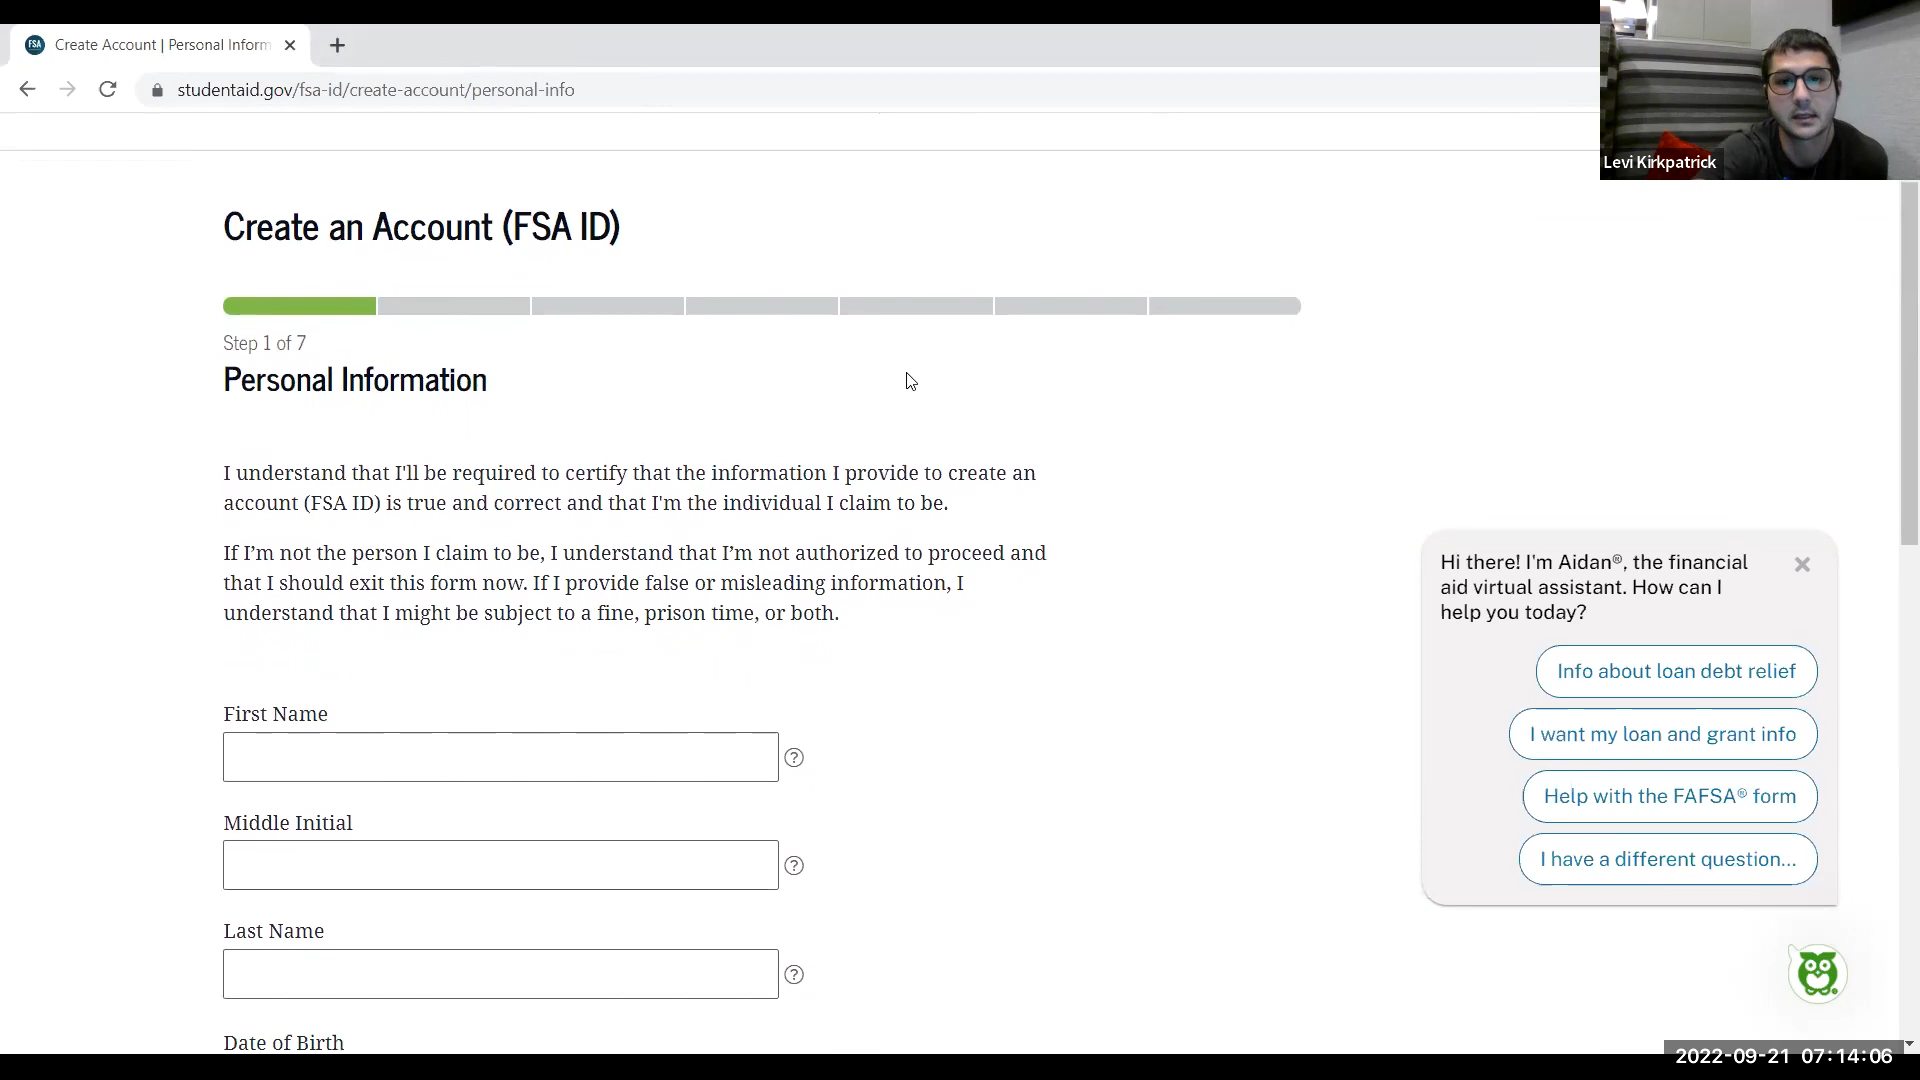 FSA
Create Account | Personal Inform
studentaid.gov/fsa-id/create-account/personal-info
Levi Kirkpatrick
Create an Account (FSA ID)
Step 1 of 7
Personal Information
I understand that I'll be required to certify that the information I provide to create an
account (FSA ID) is true and correct and that I'm the individual I claim to be.
If I’m not the person I claim to be, I understand that I’m not authorized to proceed and
that I should exit this form now. If I provide false or misleading information, I
understand that I might be subject to a fine, prison time, or both.
First Name
?
Middle Initial
?
Last Name
?
Date of Birth
Hi there! I'm Aidan®, the financial
aid virtual assistant. How can I
help you today?
Info about loan debt relief
I want my loan and grant info
Help with the FAFSA® form
I have a different question...
2022-09-21 07:14:06